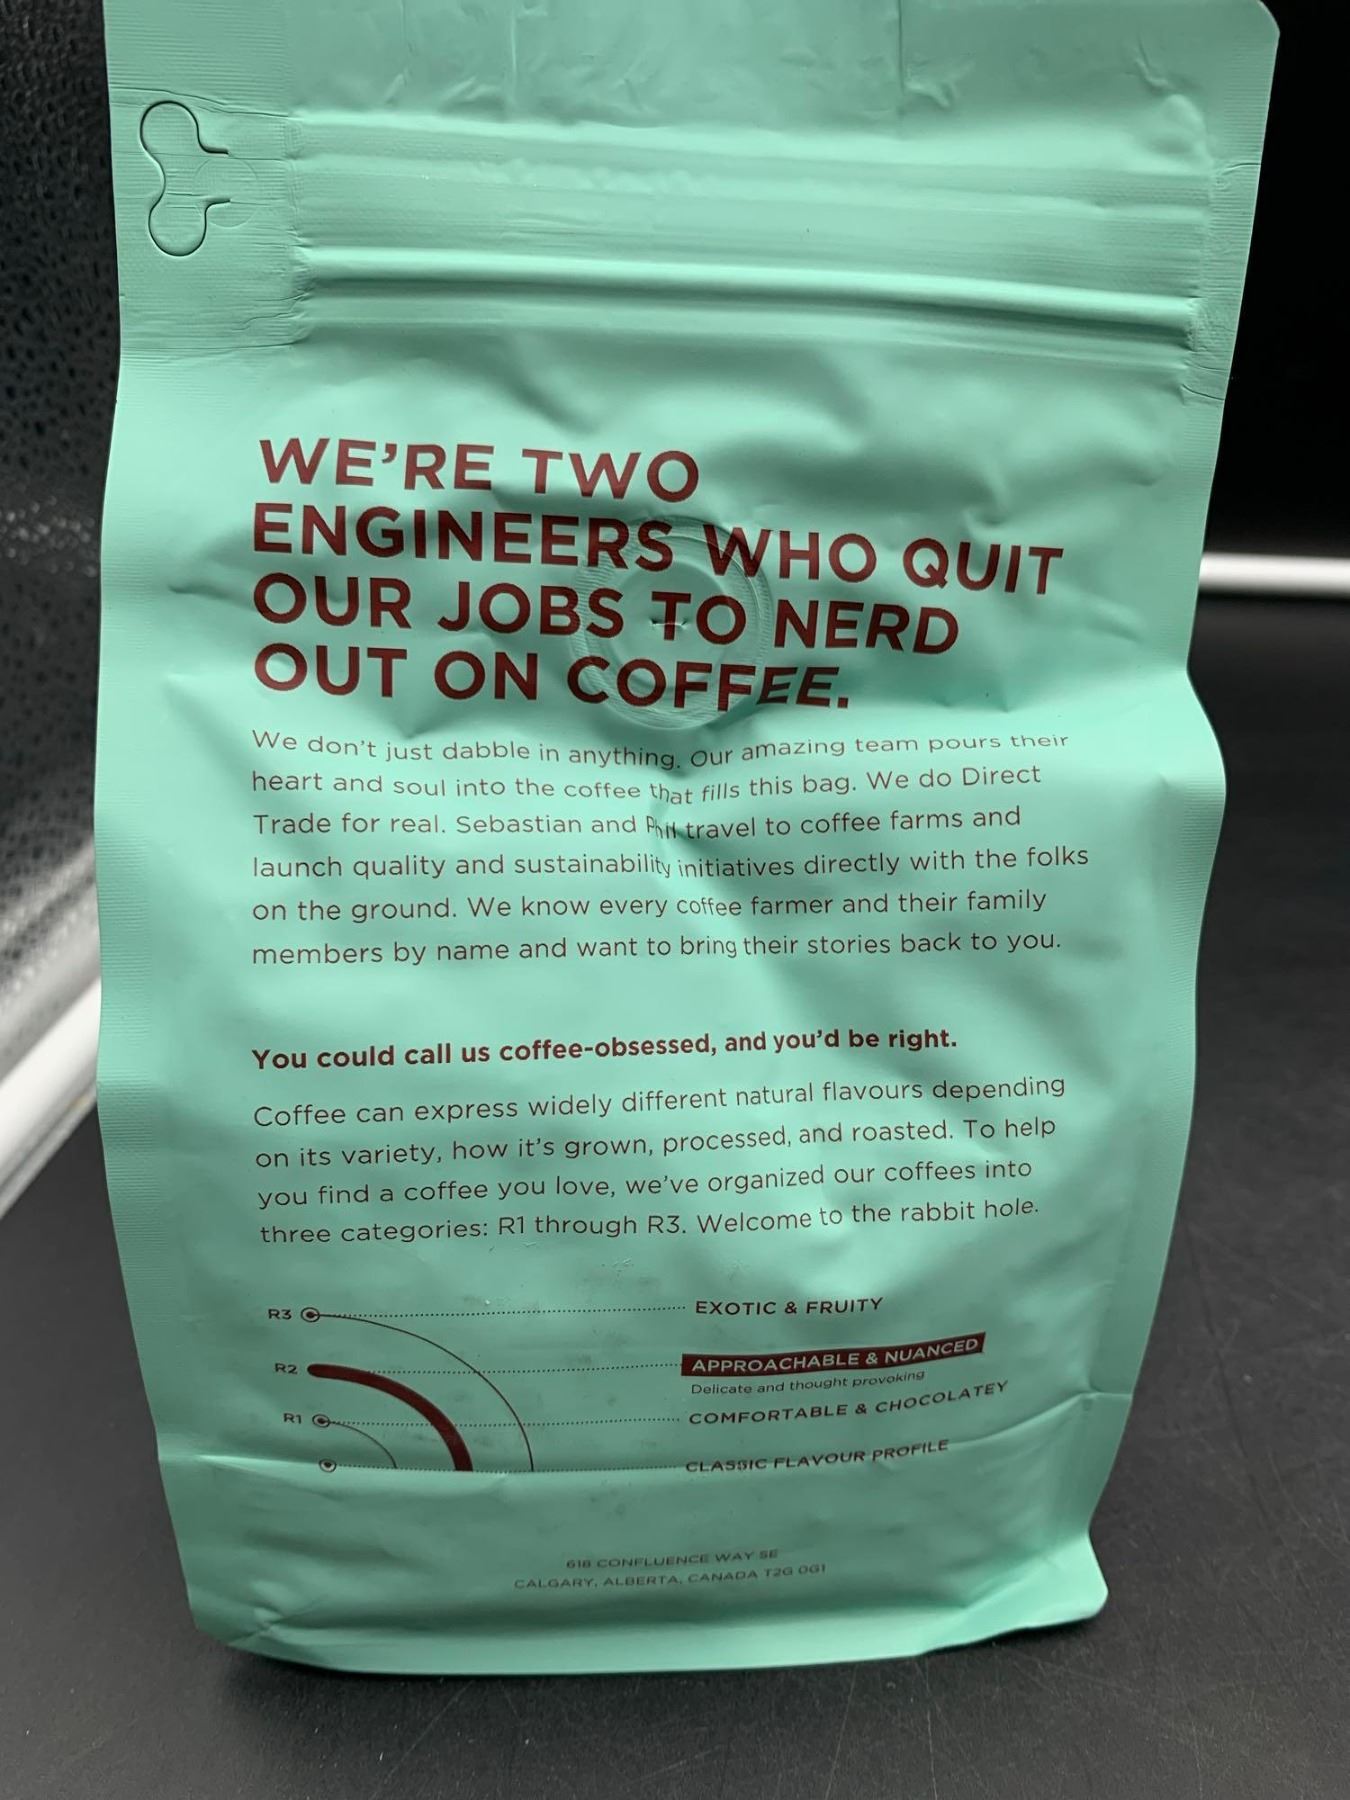 WE'RE TWO
ENGINEERS WHO QUIT
OUR JOBS TO NERD
OUT ON COFFEE.
We don't just dabble in anything. Our amazing team pours their
heart and soul into the coffee that fills this bag. We do Direct
Trade for real. Sebastian and Phil travel to coffee farms and
launch quality and sustainability initiatives directly with the folks
on the ground. We know every coffee farmer and their family
members by name and want to bring their stories back to you.
You could call us coffee-obsessed, and you'd be right.
Coffee can express widely different natural flavours depending
on its variety, how it's grown, processed, and roasted. To help
you find a coffee you love, we've organized our coffees into
three categories: R1 through R3. Welcome to the rabbit hole.
R3 EXOTIC & FRUITY
R2 APPROACHABLE & NUANCED
Delicate and thought provoking
R1 COMFORTABLE & CHOCOLATEY
CLASSIC FLAVOUR PROFILE
618 CONFLUENCE WAY SE
CALGARY, ALBERTA, CANADA T2G 0G1